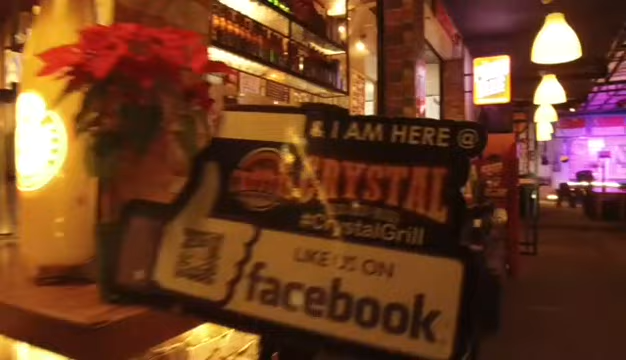 & I AM HERE @
CRYSTAL
#CrystalGrill
LIKE US ON
facebook